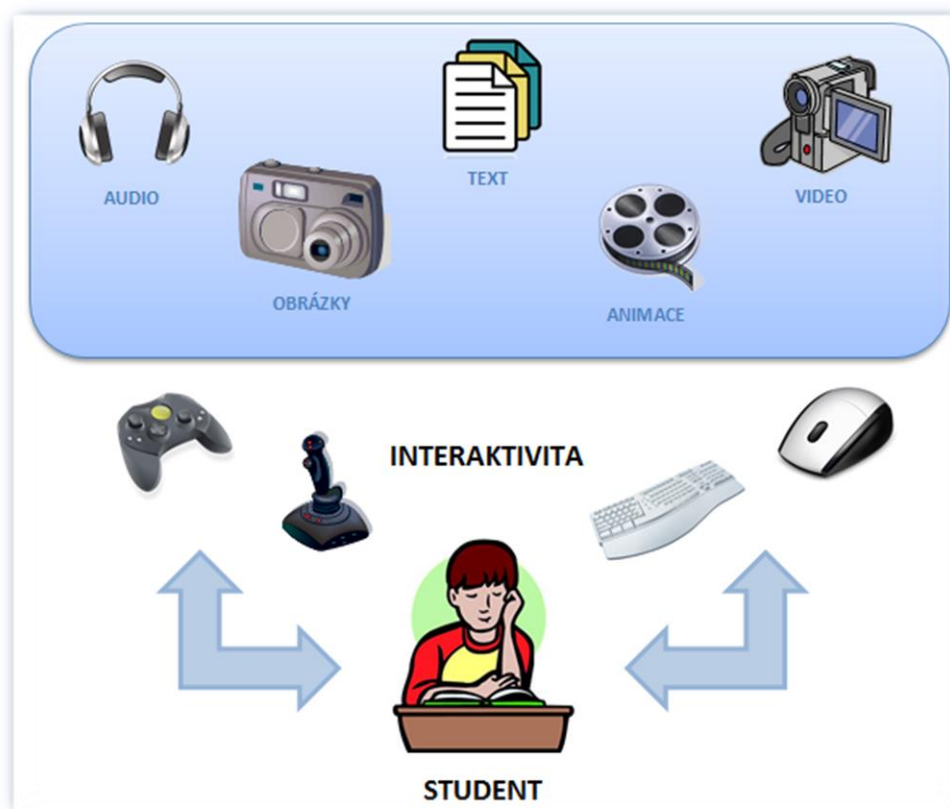 AUDIO
TEXT
VIDEO
OBRÁZKY
ANIMACE
INTERAKTIVITA
STUDENT